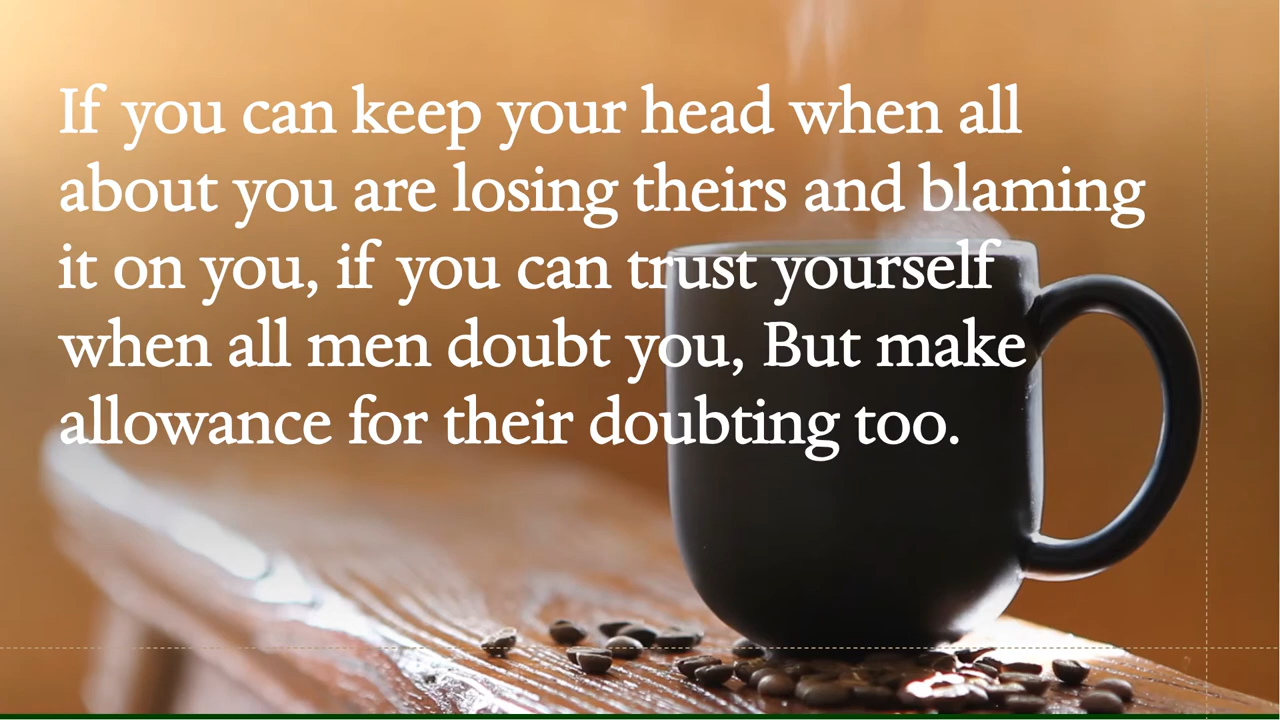 If you can keep your head when all
about you are losing theirs and blaming
it on you, if you can trust yourself
when all men doubt you, But make
allowance for their doubting too.